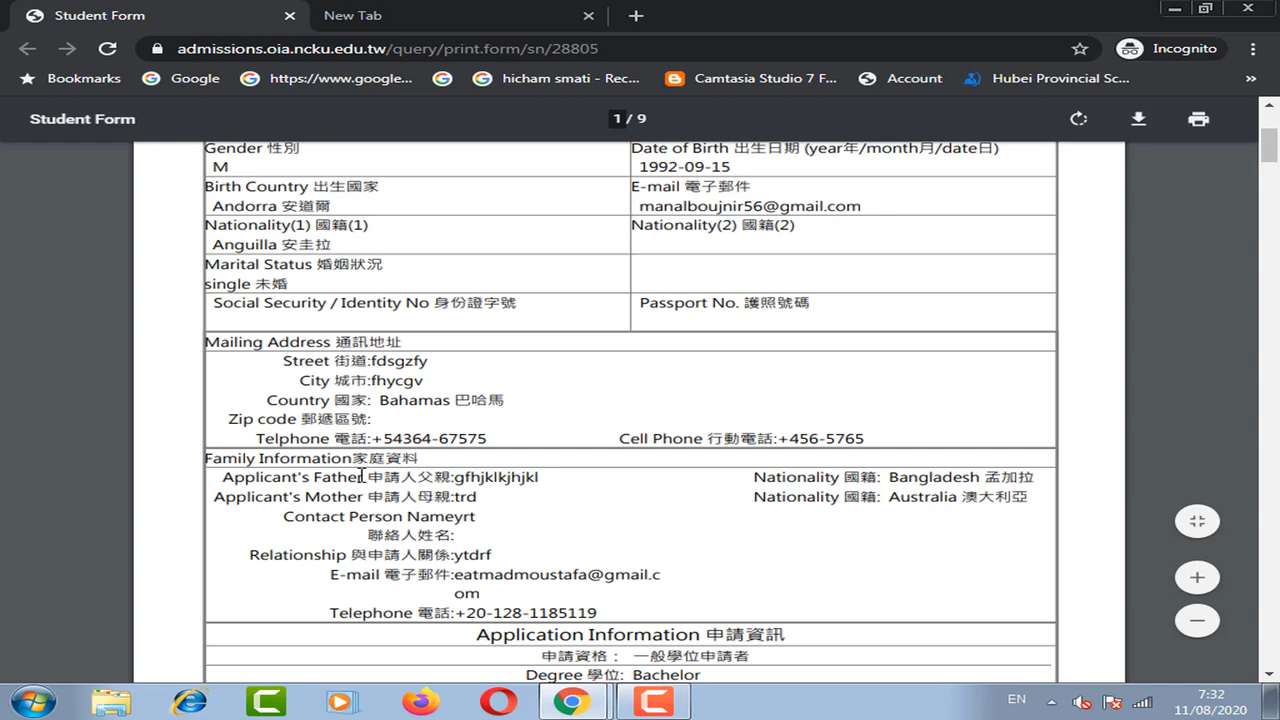 Student Form
New Tab
admissions.oia.ncku.edu.tw/query/print.form/sn/28805
Incognito
Bookmarks Google https://www.google... hicham smati - Rec... Camtasia Studio 7 F... Account Hubei Provincial Sc... »
Student Form 1 / 9
Gender 性別 Date of Birth 出生日期 (year年/month月/date日)
M 1992-09-15
Birth Country 出生國家 E-mail 電子郵件
Andorra 安道爾 manalboujnir56@gmail.com
Nationality(1) 國籍(1) Nationality(2) 國籍(2)
Anguilla 安圭拉
Marital Status 婚姻狀況
single 未婚
Social Security / Identity No 身份證字號 Passport No. 護照號碼
Mailing Address 通訊地址
Street 街道:fdsgzfy
City 城市:fhycgv
Country 國家: Bahamas 巴哈馬
Zip code 郵遞區號:
Telphone 電話:+54364-67575 Cell Phone 行動電話:+456-5765
Family Information家庭資料
Applicant's Father 申請人父親:gfhjklkjhjkl Nationality 國籍: Bangladesh 孟加拉
Applicant's Mother 申請人母親:trd Nationality 國籍: Australia 澳大利亞
Contact Person Nameyrt
聯絡人姓名:
Relationship 與申請人關係:ytdrf
E-mail 電子郵件:eatmadmoustafa@gmail.c
om
Telephone 電話:+20-128-1185119
Application Information 申請資訊
申請資格： 一般學位申請者
Degree 學位: Bachelor
EN 7:32
11/08/2020